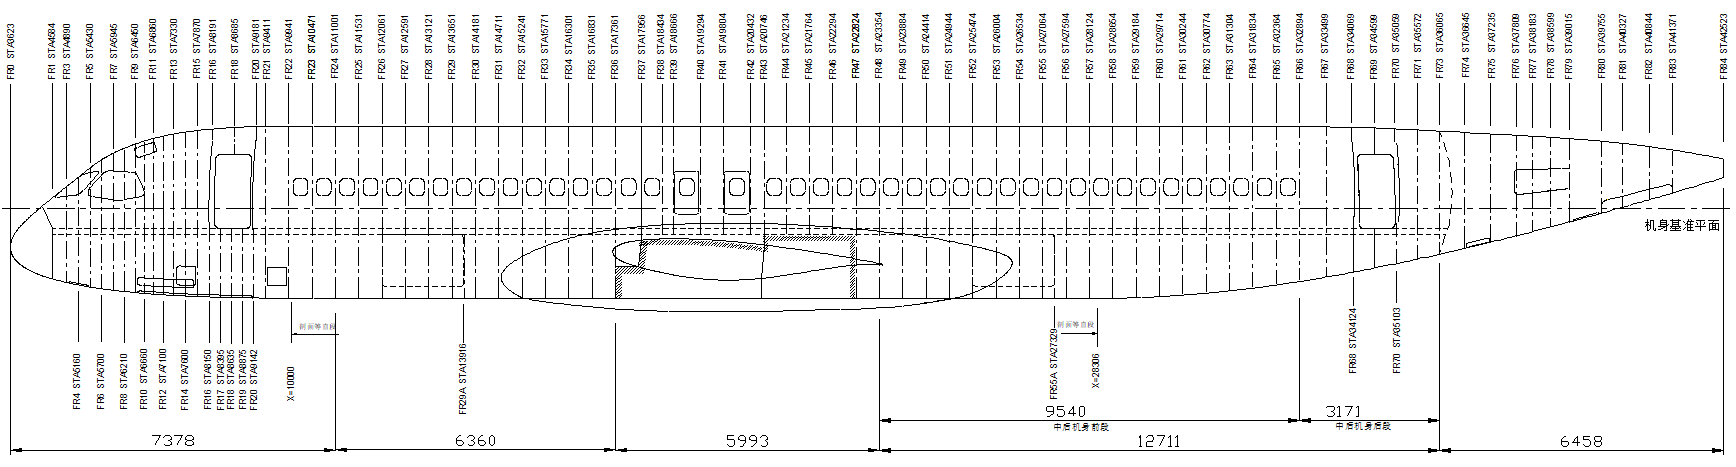 FR0 STA3623
FR1 STA4584
FR3 STA4890
FR5 STA5430
FR7 STA5945
FR9 STA6450
FR11 STA6860
FR13 STA7330
FR15 STA7870
FR16 STA8191
FR18 STA8685
FR20 STA9181
FR21 STA9411
FR22 STA9941
FR23 STA10471
FR24 STA11001
FR25 STA11531
FR26 STA12061
FR27 STA12591
FR28 STA13121
FR29 STA13651
FR30 STA14181
FR31 STA14711
FR32 STA15241
FR33 STA15771
FR34 STA16301
FR35 STA16831
FR36 STA17361
FR37 STA17956
FR38 STA18434
FR39 STA18666
FR40 STA19294
FR41 STA19804
FR42 STA20432
FR43 STA20746
FR44 STA21234
FR45 STA21764
FR46 STA22294
FR47 STA22824
FR48 STA23354
FR49 STA23884
FR50 STA24414
FR51 STA24944
FR52 STA25474
FR53 STA26004
FR54 STA26534
FR55 STA27064
FR56 STA27594
FR57 STA28124
FR58 STA28654
FR59 STA29184
FR60 STA29714
FR61 STA30244
FR62 STA30774
FR63 STA31304
FR64 STA31834
FR65 STA32364
FR66 STA32894
FR67 STA33499
FR68 STA34069
FR69 STA34599
FR70 STA35059
FR71 STA35572
FR73 STA36065
FR74 STA36645
FR75 STA37235
FR76 STA37809
FR77 STA38183
FR78 STA38599
FR79 STA39015
FR80 STA39755
FR81 STA40327
FR82 STA40844
FR83 STA41371
FR84 STA42523
机身基准平面
剖面等直段
剖面等直段
FR4 STA5160
FR6 STA5700
FR8 STA6210
FR10 STA6660
FR12 STA7100
FR14 STA7600
FR16 STA8150
FR17 STA8395
FR18 STA8635
FR19 STA8875
FR20 STA9142
X=10000
FR29A STA13916
FR55A STA27329
X=28306
FR68 STA34124
FR70 STA35103
9540
3171
中后机身前段
中后机身后段
7378
6360
5993
12711
6458